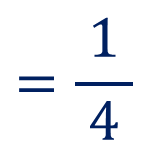 = 1/4